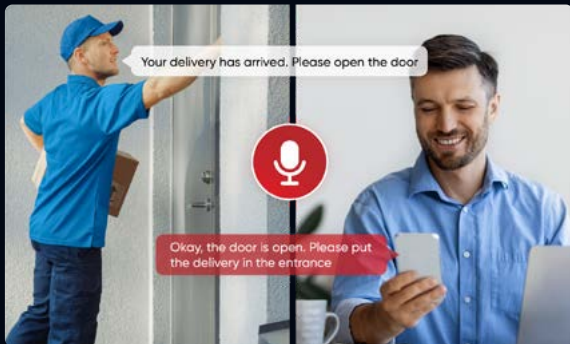 Your delivery has arrived. Please open the door
Okay, the door is open. Please put
the delivery in the entrance